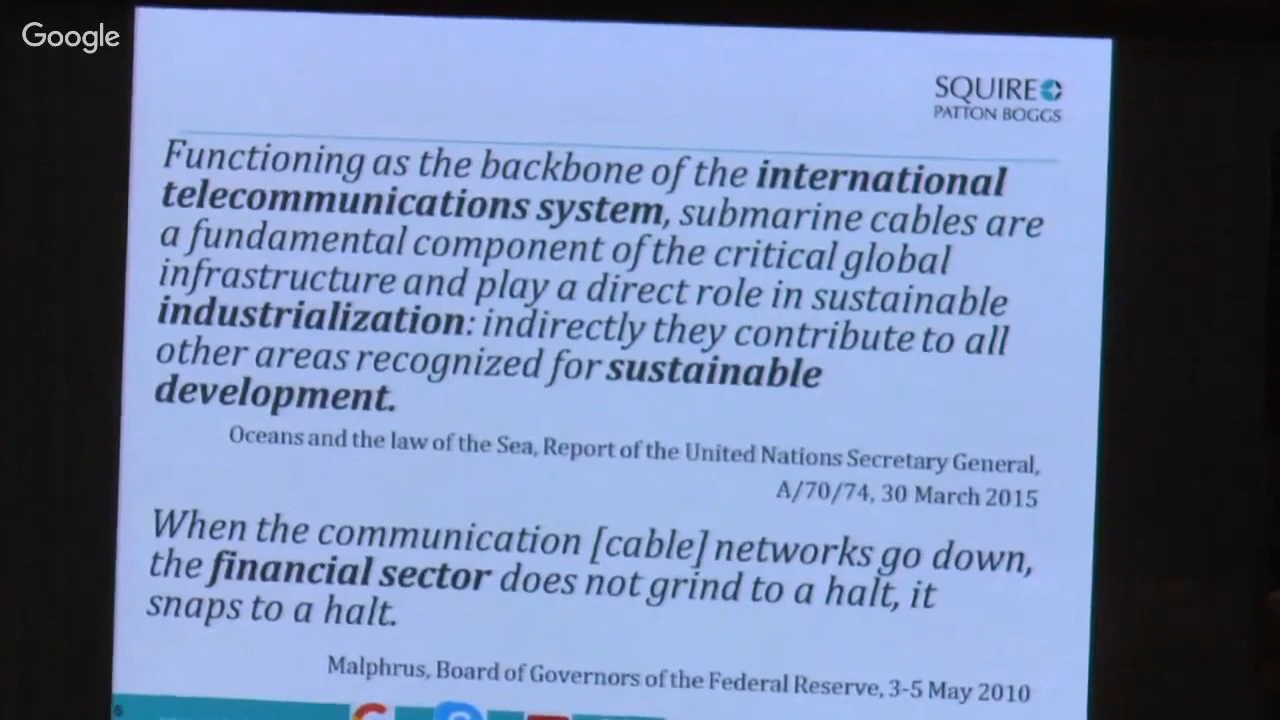 Google
SQUIRE
PATTON BOGGS
Functioning as the backbone of the international
telecommunications system, submarine cables are
a fundamental component of the critical global
infrastructure and play a direct role in sustainable
industrialization: indirectly they contribute to all
other areas recognized for sustainable
development.
Oceans and the law of the Sea, Report of the United Nations Secretary General,
A/70/74, 30 March 2015
When the communication [cable] networks go down,
the financial sector does not grind to a halt, it
snaps to a halt.
Malphrus, Board of Governors of the Federal Reserve, 3-5 May 2010
6